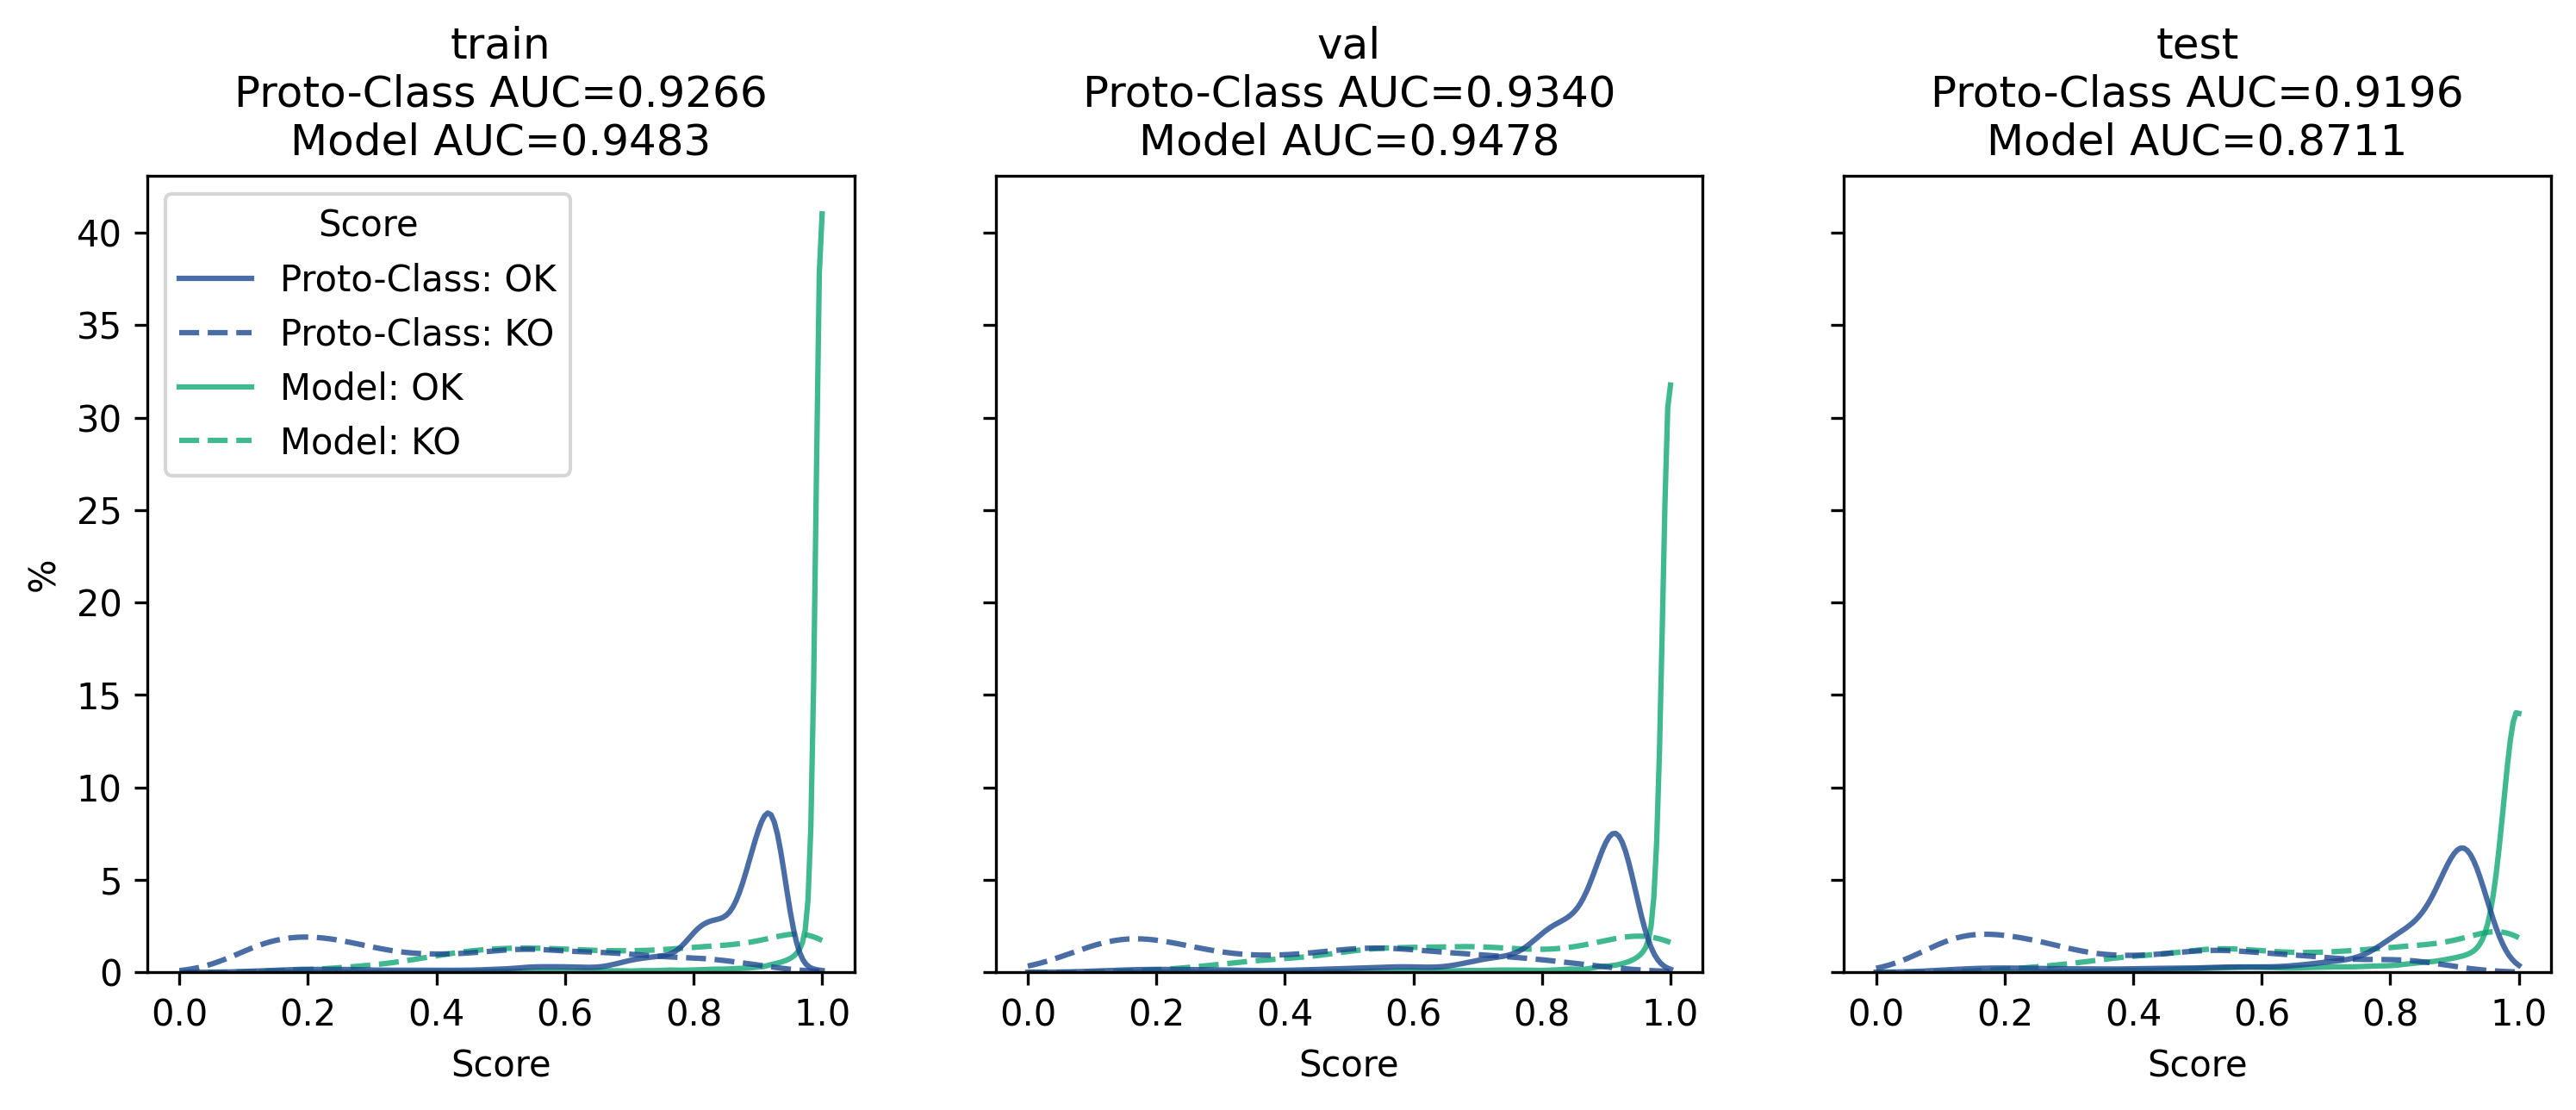 train
Proto-Class AUC=0.9266
Model AUC=0.9483
val
Proto-Class AUC=0.9340
Model AUC=0.9478
test
Proto-Class AUC=0.9196
Model AUC=0.8711
Score
Proto-Class: OK
Proto-Class: KO
Model: OK
Model: KO
%
40
35
30
25
20
15
10
5
0
0.0 0.2 0.4 0.6 0.8 1.0
Score
0.0 0.2 0.4 0.6 0.8 1.0
Score
0.0 0.2 0.4 0.6 0.8 1.0
Score